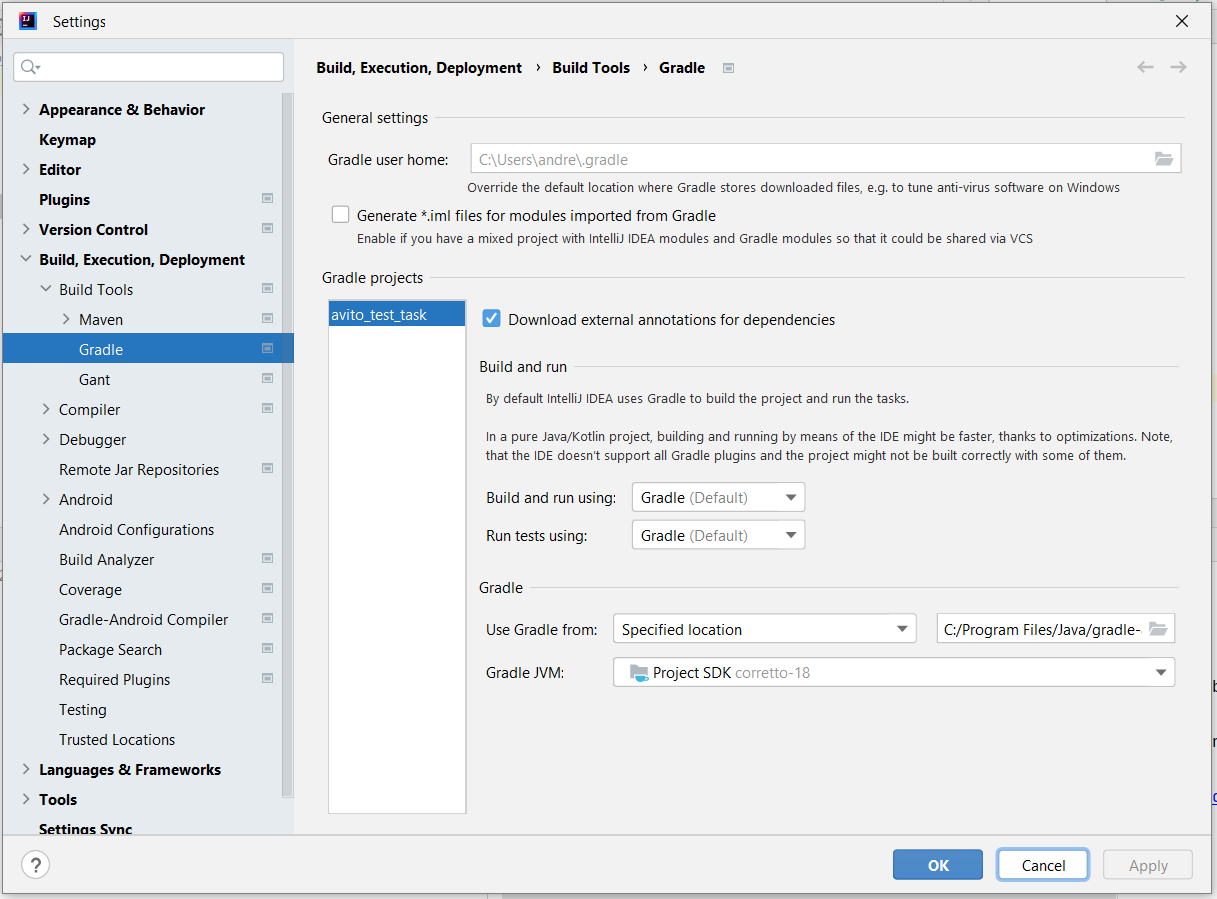 Settings
Appearance & Behavior
Keymap
Editor
Plugins
Version Control
Build, Execution, Deployment
Build Tools
Maven
Gradle
Gant
Compiler
Debugger
Remote Jar Repositories
Android
Android Configurations
Build Analyzer
Coverage
Gradle-Android Compiler
Package Search
Required Plugins
Testing
Trusted Locations
Languages & Frameworks
Tools
Settings Sync
Build, Execution, Deployment › Build Tools › Gradle
General settings
Gradle user home: C:\Users\andre\.gradle
Override the default location where Gradle stores downloaded files, e.g. to tune anti-virus software on Windows
Generate *.iml files for modules imported from Gradle
Enable if you have a mixed project with IntelliJ IDEA modules and Gradle modules so that it could be shared via VCS
Gradle projects
avito_test_task
Download external annotations for dependencies
Build and run
By default IntelliJ IDEA uses Gradle to build the project and run the tasks.
In a pure Java/Kotlin project, building and running by means of the IDE might be faster, thanks to optimizations. Note,
that the IDE doesn't support all Gradle plugins and the project might not be built correctly with some of them.
Build and run using: Gradle (Default)
Run tests using: Gradle (Default)
Gradle
Use Gradle from: Specified location C:/Program Files/Java/gradle-
Gradle JVM: Project SDK corretto-18
? OK Cancel Apply